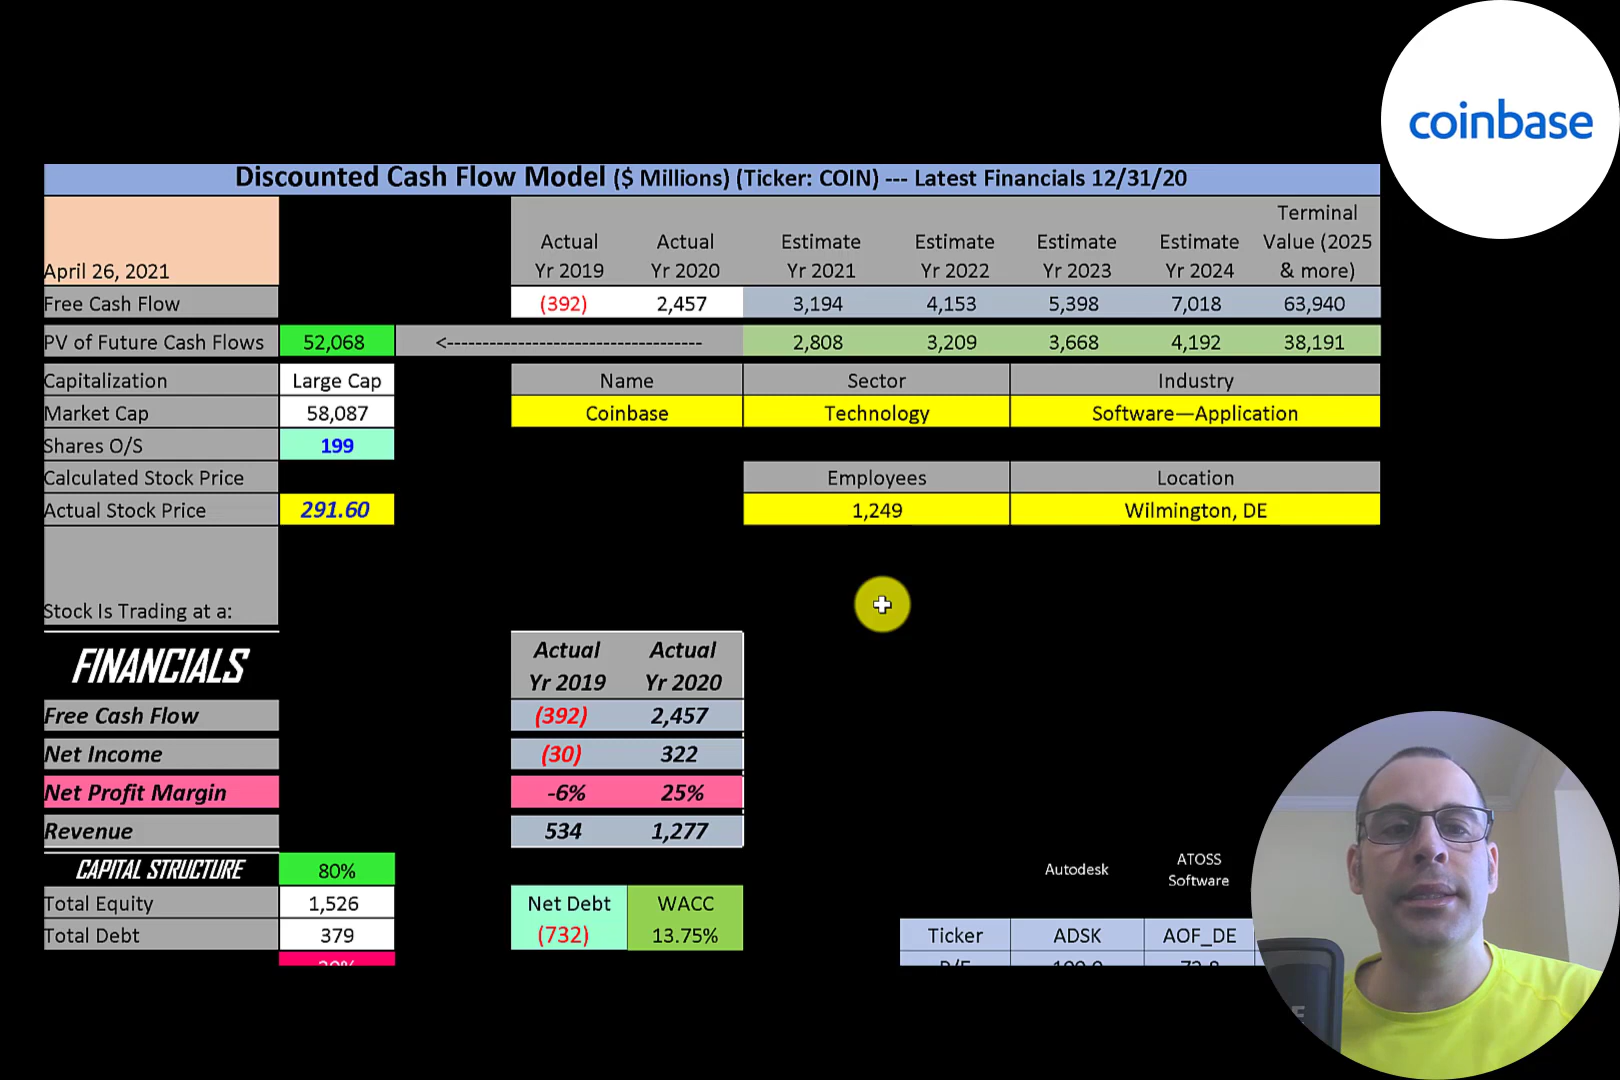 coinbase
Discounted Cash Flow Model ($ Millions) (Ticker: COIN) --- Latest Financials 12/31/20
April 26, 2021
Actual Yr 2019
Actual Yr 2020
Estimate Yr 2021
Estimate Yr 2022
Estimate Yr 2023
Estimate Yr 2024
Terminal Value (2025 & more)
Free Cash Flow (392) 2,457 3,194 4,153 5,398 7,018 63,940
PV of Future Cash Flows 52,068 <----------------------------------- 2,808 3,209 3,668 4,192 38,191
Capitalization Large Cap Name Sector Industry
Market Cap 58,087 Coinbase Technology Software—Application
Shares O/S 199
Calculated Stock Price Employees Location
Actual Stock Price 291.60 1,249 Wilmington, DE
Stock Is Trading at a:
FINANCIALS
Actual Yr 2019
Actual Yr 2020
Free Cash Flow (392) 2,457
Net Income (30) 322
Net Profit Margin -6% 25%
Revenue 534 1,277
CAPITAL STRUCTURE 80%
Autodesk
ATOSS Software
Total Equity 1,526 Net Debt WACC
Total Debt 379 (732) 13.75% Ticker ADSK AOF_DE